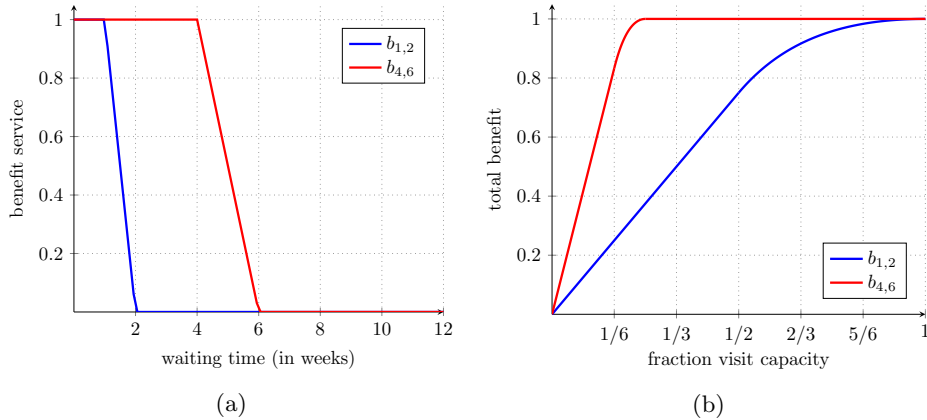 1
0.8
0.6
0.4
0.2
benefit service
2
4
6
8
10
12
waiting time (in weeks)
b1,2
b4,6
(a)
1
0.8
0.6
0.4
0.2
total benefit
1/6
1/3
1/2
2/3
5/6
1
fraction visit capacity
b1,2
b4,6
(b)